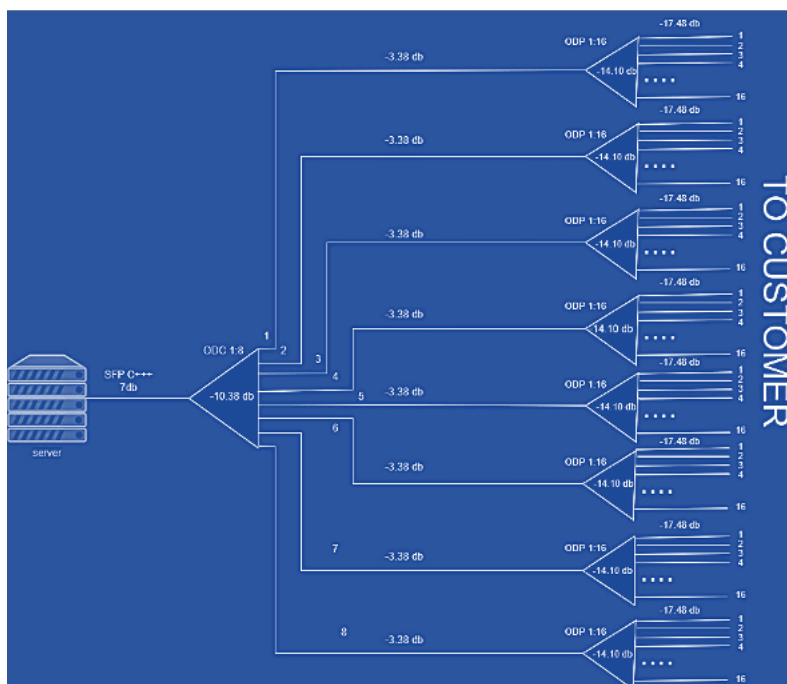 -17.48 db
ODP 1:16
1
2
3
4
-3.38 db
-14.10 db
....
16
-17.48 db
ODP 1:16
1
2
3
4
-3.38 db
-14.10 db
....
16
-17.48 db
ODP 1:16
1
2
3
4
-3.38 db
-14.10 db
....
16
-17.48 db
ODP 1:16
1
2
3
4
-3.38 db
14.10 db
....
16
-17.48 db
ODP 1:16
1
2
3
4
-3.38 db
-14.10 db
....
16
-17.48 db
ODP 1:16
1
2
3
4
-3.38 db
-14.10 db
....
16
-17.48 db
ODP 1:16
1
2
3
4
-3.38 db
-14.10 db
....
16
-17.48 db
ODP 1:16
1
2
3
4
-3.38 db
-14.10 db
....
16
1
2
3
4
5
6
7
8
ODC 1:8
-10.38 db
SFP C+++
7db
server
TO CUSTOMER